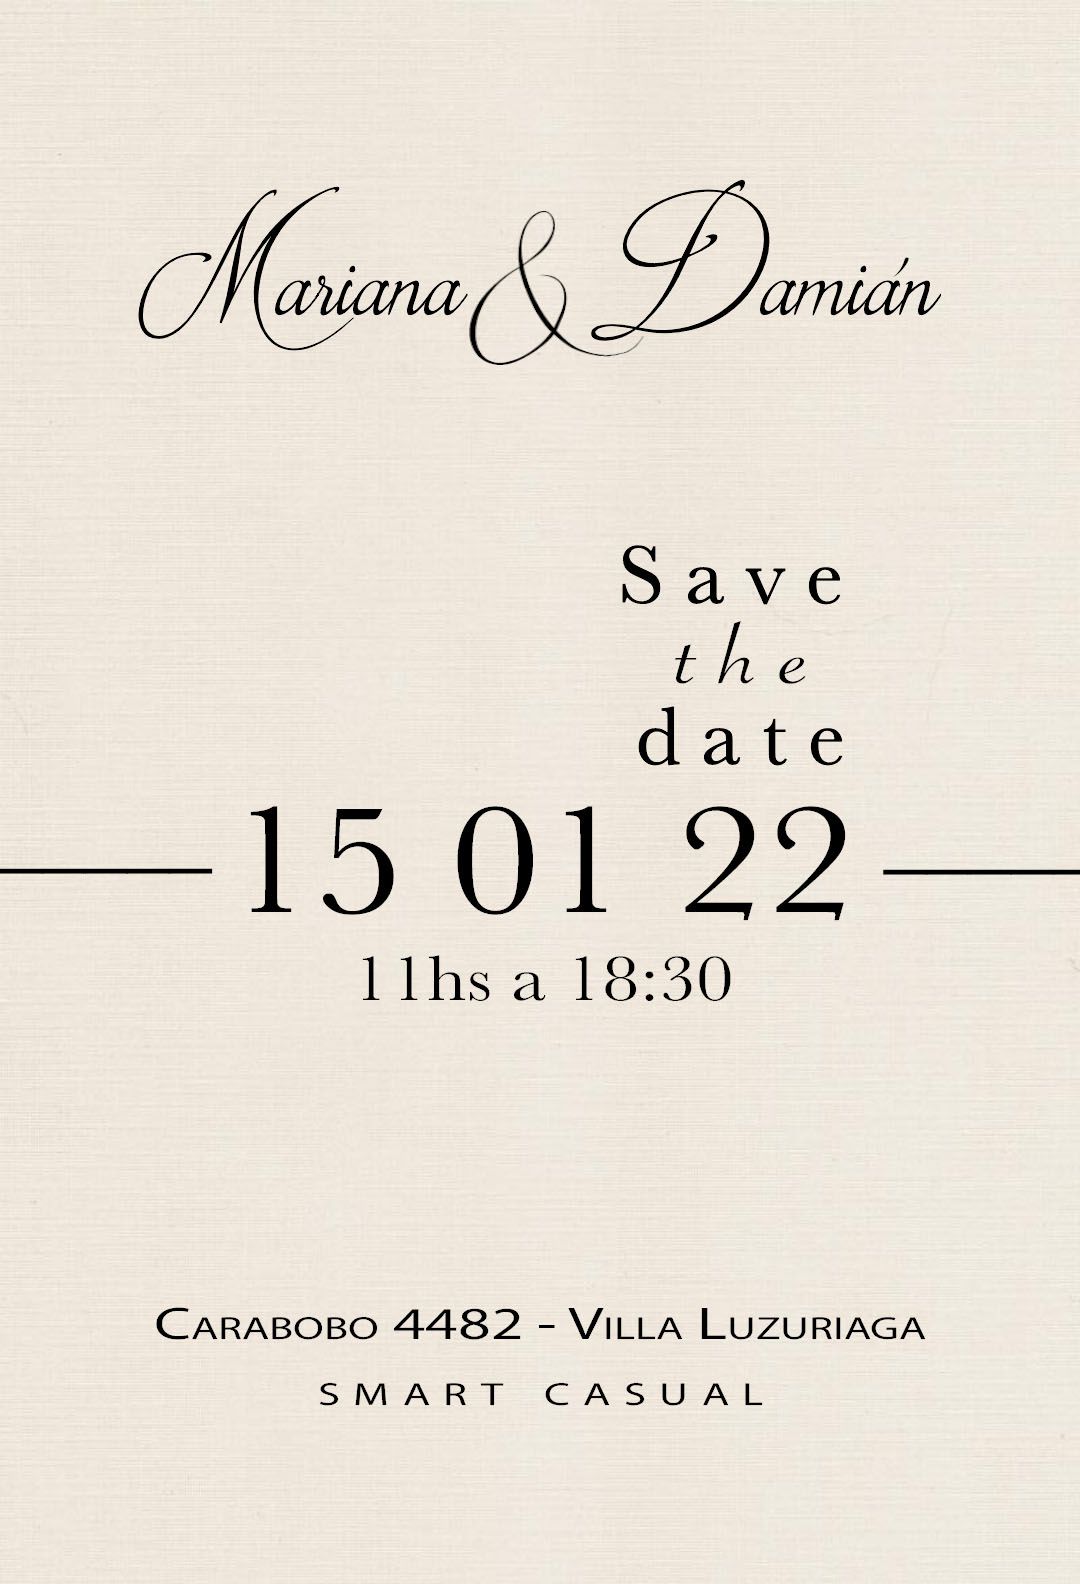 Mariana & Damián
Save
the
date
15 01 22
11hs a 18:30
Carabobo 4482 - Villa Luzuriaga
SMART CASUAL